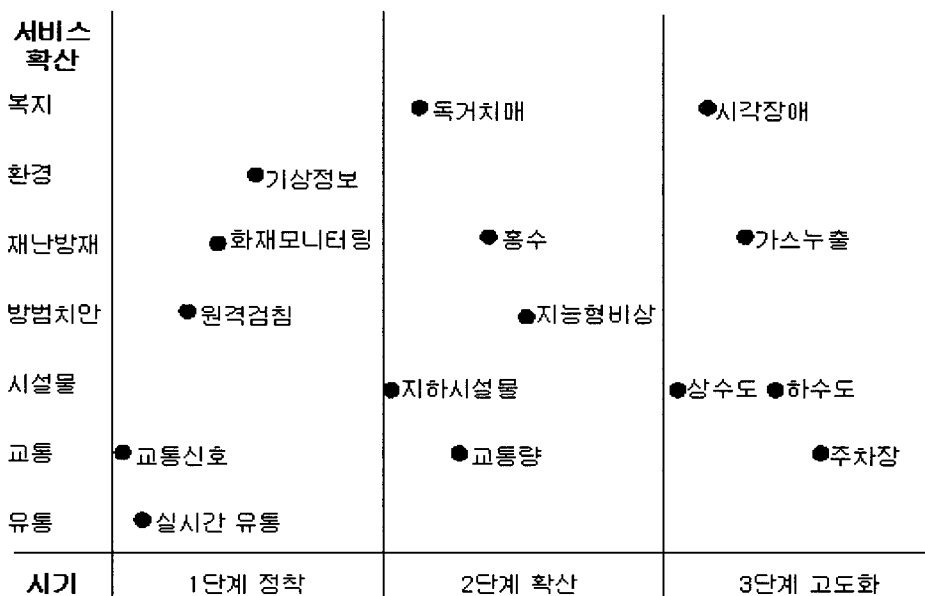 서비스
확산
복지 독거치매 시각장애
환경 기상정보
재난방재 화재모니터링 홍수 가스누출
방범치안 원격검침 지능형비상
시설물 지하시설물 상수도 하수도
교통 교통신호 교통량 주차장
유통 실시간 유통
시기 1단계 정착 2단계 확산 3단계 고도화